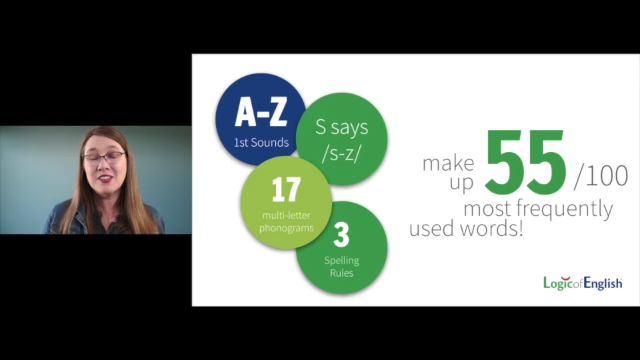 A-Z
1st Sounds
S says
/s-z/
17
multi-letter
phonograms
3
Spelling
Rules
make
up
55/100
most frequently
used words!
LogicofEnglish